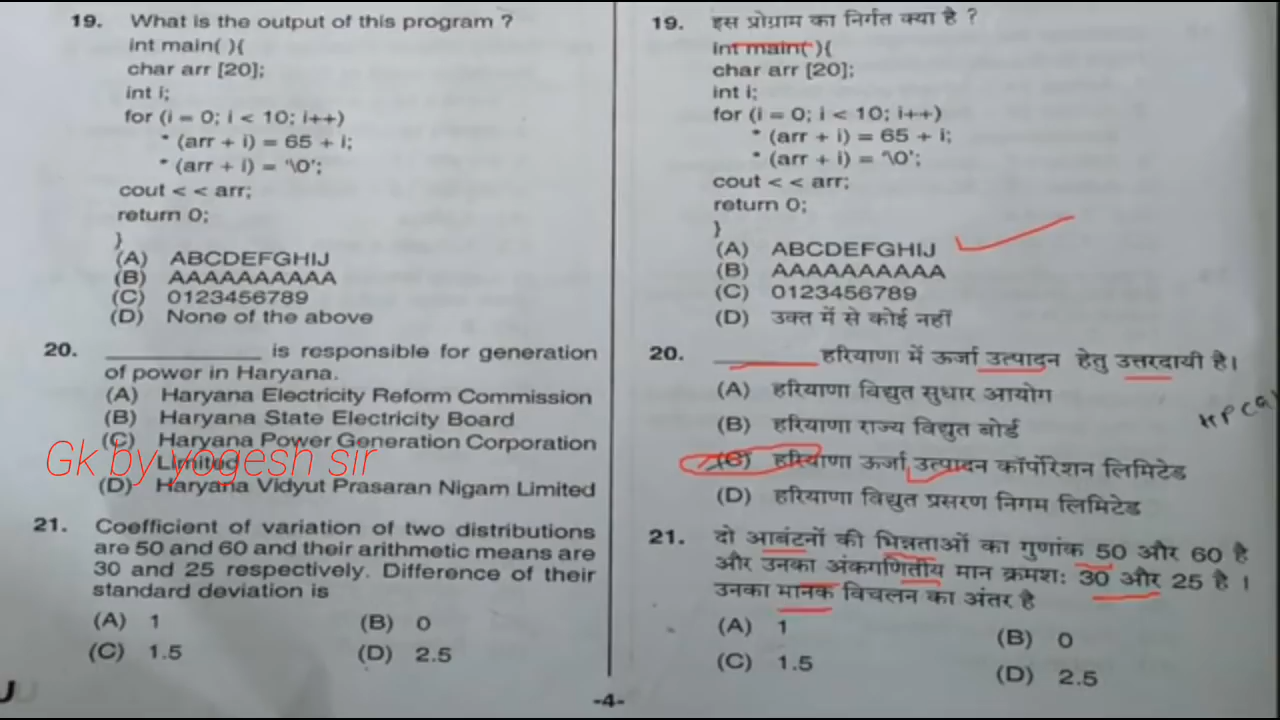 19. What is the output of this program ?
int main( ){
char arr [20];
int i;
for (i = 0; i < 10; i++)
* (arr + i) = 65 + i;
* (arr + i) = '\0';
cout < < arr;
return 0;
}
(A) ABCDEFGHIJ
(B) AAAAAAAAAA
(C) 0123456789
(D) None of the above
20. ____________ is responsible for generation
of power in Haryana.
(A) Haryana Electricity Reform Commission
(B) Haryana State Electricity Board
(C) Haryana Power Generation Corporation
Limited
Gk by yogesh sir
(D) Haryana Vidyut Prasaran Nigam Limited
21. Coefficient of variation of two distributions
are 50 and 60 and their arithmetic means are
30 and 25 respectively. Difference of their
standard deviation is
(A) 1 (B) 0
(C) 1.5 (D) 2.5
19. इस प्रोग्राम का निर्गत क्या है ?
int main( ){
char arr [20];
int i;
for (i = 0; i < 10; i++)
* (arr + i) = 65 + i;
* (arr + i) = '\0';
cout < < arr;
return 0;
}
(A) ABCDEFGHIJ
(B) AAAAAAAAAA
(C) 0123456789
(D) उक्त में से कोई नहीं
20. ________ हरियाणा में ऊर्जा उत्पादन हेतु उत्तरदायी है।
(A) हरियाणा विद्युत सुधार आयोग
(B) हरियाणा राज्य विद्युत बोर्ड
(C) हरियाणा ऊर्जा उत्पादन कॉर्पोरेशन लिमिटेड
(D) हरियाणा विद्युत प्रसरण निगम लिमिटेड
21. दो आबंटनों की भिन्नताओं का गुणांक 50 और 60 है
और उनका अंकगणितीय मान क्रमशः 30 और 25 है ।
उनका मानक विचलन का अंतर है
(A) 1 (B) 0
(C) 1.5 (D) 2.5
-4-